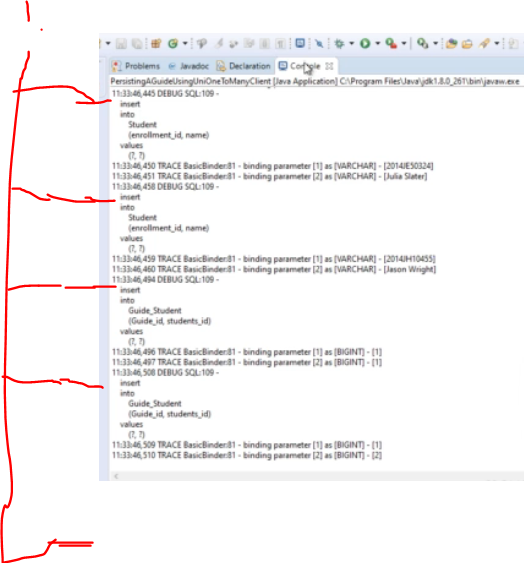 Problems Javadoc Declaration Console
PersistingAGuideUsingUniOneToManyClient [Java Application] C:\Program Files\Java\jdk1.8.0_261\bin\javaw.exe
11:33:46,445 DEBUG SQL:109 -
insert
into
Student
(enrollment_id, name)
values
(?, ?)
11:33:46,450 TRACE BasicBinder:81 - binding parameter [1] as [VARCHAR] - [2014JE50324]
11:33:46,451 TRACE BasicBinder:81 - binding parameter [2] as [VARCHAR] - [Julia Slater]
11:33:46,458 DEBUG SQL:109 -
insert
into
Student
(enrollment_id, name)
values
(?, ?)
11:33:46,459 TRACE BasicBinder:81 - binding parameter [1] as [VARCHAR] - [2014JH10455]
11:33:46,460 TRACE BasicBinder:81 - binding parameter [2] as [VARCHAR] - [Jason Wright]
11:33:46,494 DEBUG SQL:109 -
insert
into
Guide_Student
(Guide_id, students_id)
values
(?, ?)
11:33:46,496 TRACE BasicBinder:81 - binding parameter [1] as [BIGINT] - [1]
11:33:46,497 TRACE BasicBinder:81 - binding parameter [2] as [BIGINT] - [1]
11:33:46,508 DEBUG SQL:109 -
insert
into
Guide_Student
(Guide_id, students_id)
values
(?, ?)
11:33:46,509 TRACE BasicBinder:81 - binding parameter [1] as [BIGINT] - [1]
11:33:46,510 TRACE BasicBinder:81 - binding parameter [2] as [BIGINT] - [2]